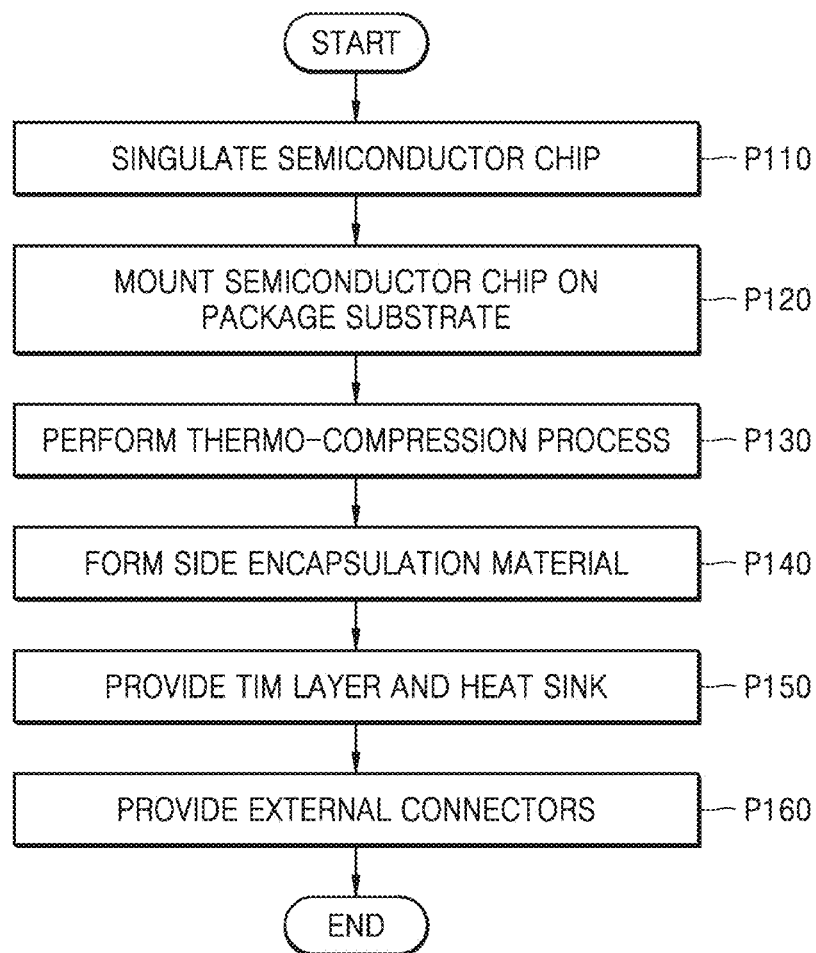 START
SINGULATE SEMICONDUCTOR CHIP
P110
MOUNT SEMICONDUCTOR CHIP ON
PACKAGE SUBSTRATE
P120
PERFORM THERMO-COMPRESSION PROCESS
P130
FORM SIDE ENCAPSULATION MATERIAL
P140
PROVIDE TIM LAYER AND HEAT SINK
P150
PROVIDE EXTERNAL CONNECTORS
P160
END